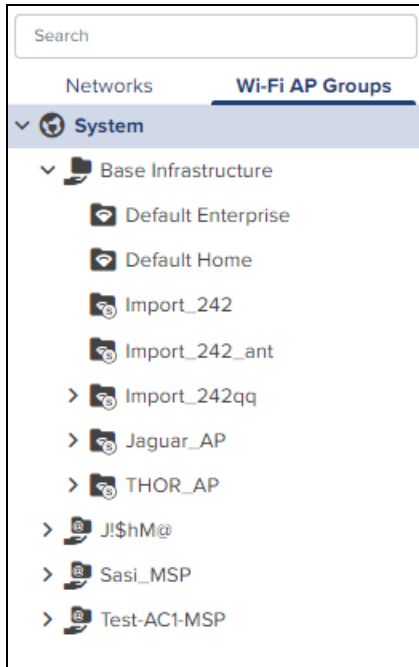 Search
Networks Wi-Fi AP Groups
System
Base Infrastructure
Default Enterprise
Default Home
Import_242
Import_242_ant
Import_242qq
Jaguar_AP
THOR_AP
J!$hM@
Sasi_MSP
Test-AC1-MSP